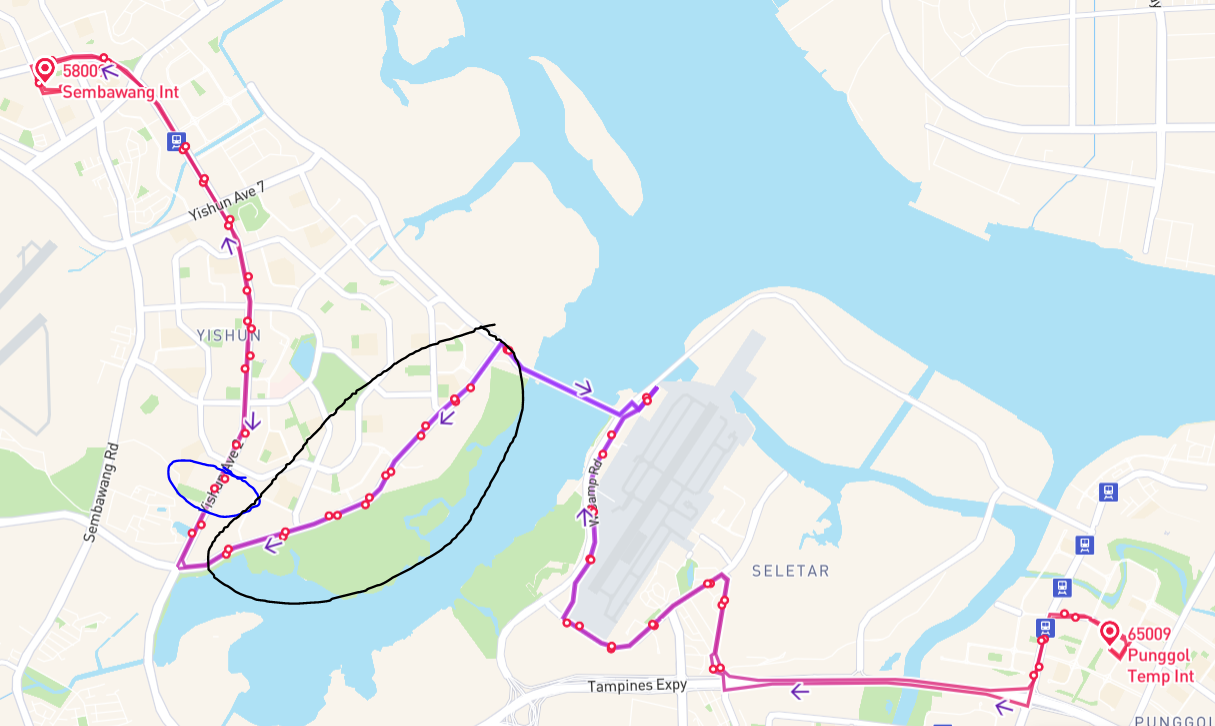 5800
Sembawang Int
Yishun Ave 7
YISHUN
Yishun Ave 2
Sembawang Rd
W Camp Rd
SELETAR
65009
Punggol
Temp Int
Tampines Expy
PUNGGOL